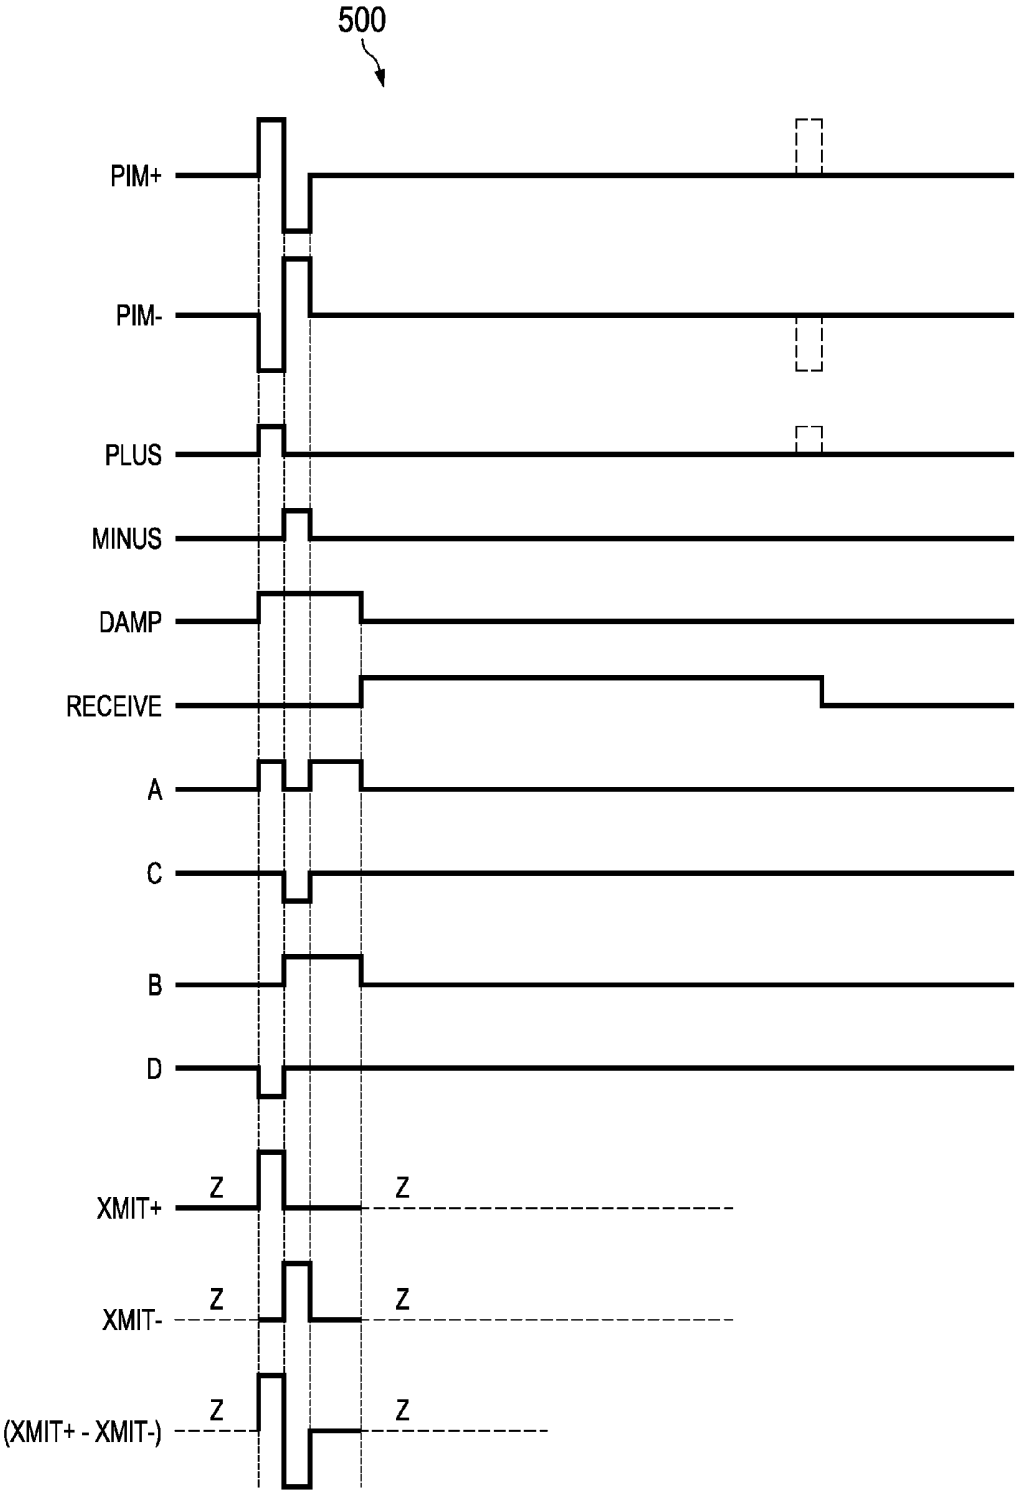 500
PIM+
PIM-
PLUS
MINUS
DAMP
RECEIVE
A
C
B
D
Z Z
XMIT+
Z Z
XMIT-
Z Z
(XMIT+ - XMIT-)